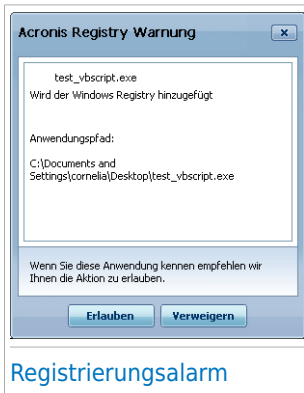 Acronis Registry Warnung
test_vbscript.exe
Wird der Windows Registry hinzugefügt
Anwendungspfad:
C:\Documents and
Settings\cornelia\Desktop\test_vbscript.exe
Wenn Sie diese Anwendung kennen empfehlen wir
Ihnen die Aktion zu erlauben.
Erlauben Verweigern
Registrierungsalarm